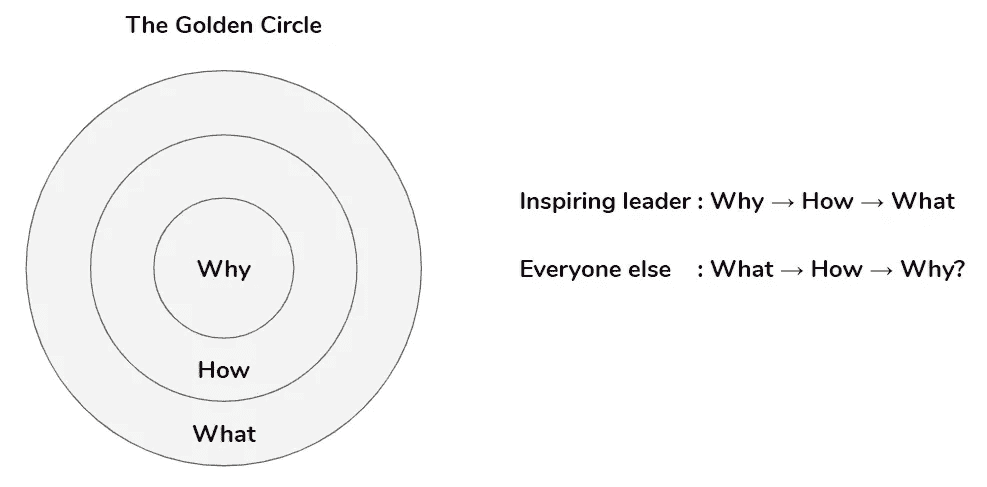 The Golden Circle
Why
How
What
Inspiring leader : Why → How → What
Everyone else : What → How → Why?